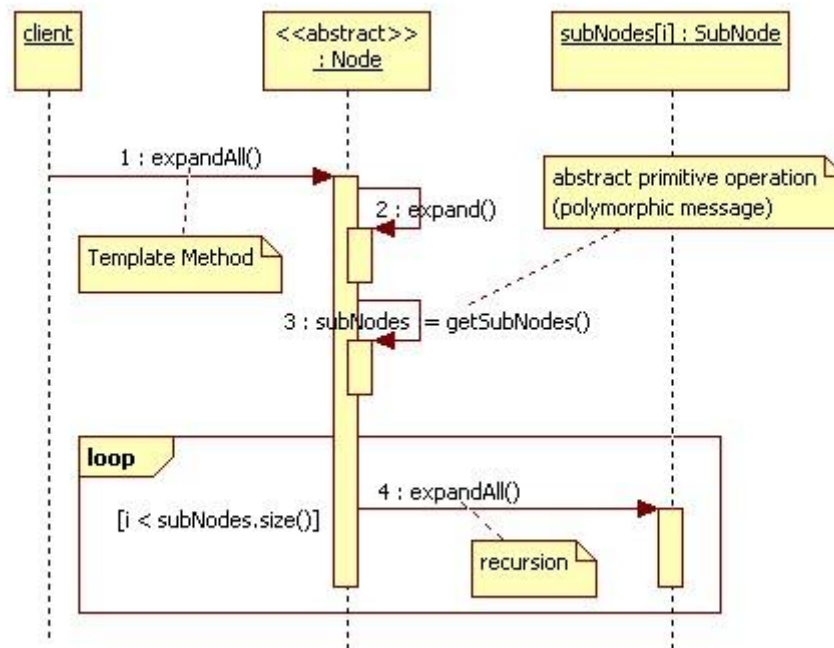 client
<<abstract>>
: Node
subNodes[i] : SubNode
1 : expandAll()
abstract primitive operation
(polymorphic message)
2 : expand()
Template Method
3 : subNodes := getSubNodes()
loop
4 : expandAll()
[i < subNodes.size()]
recursion